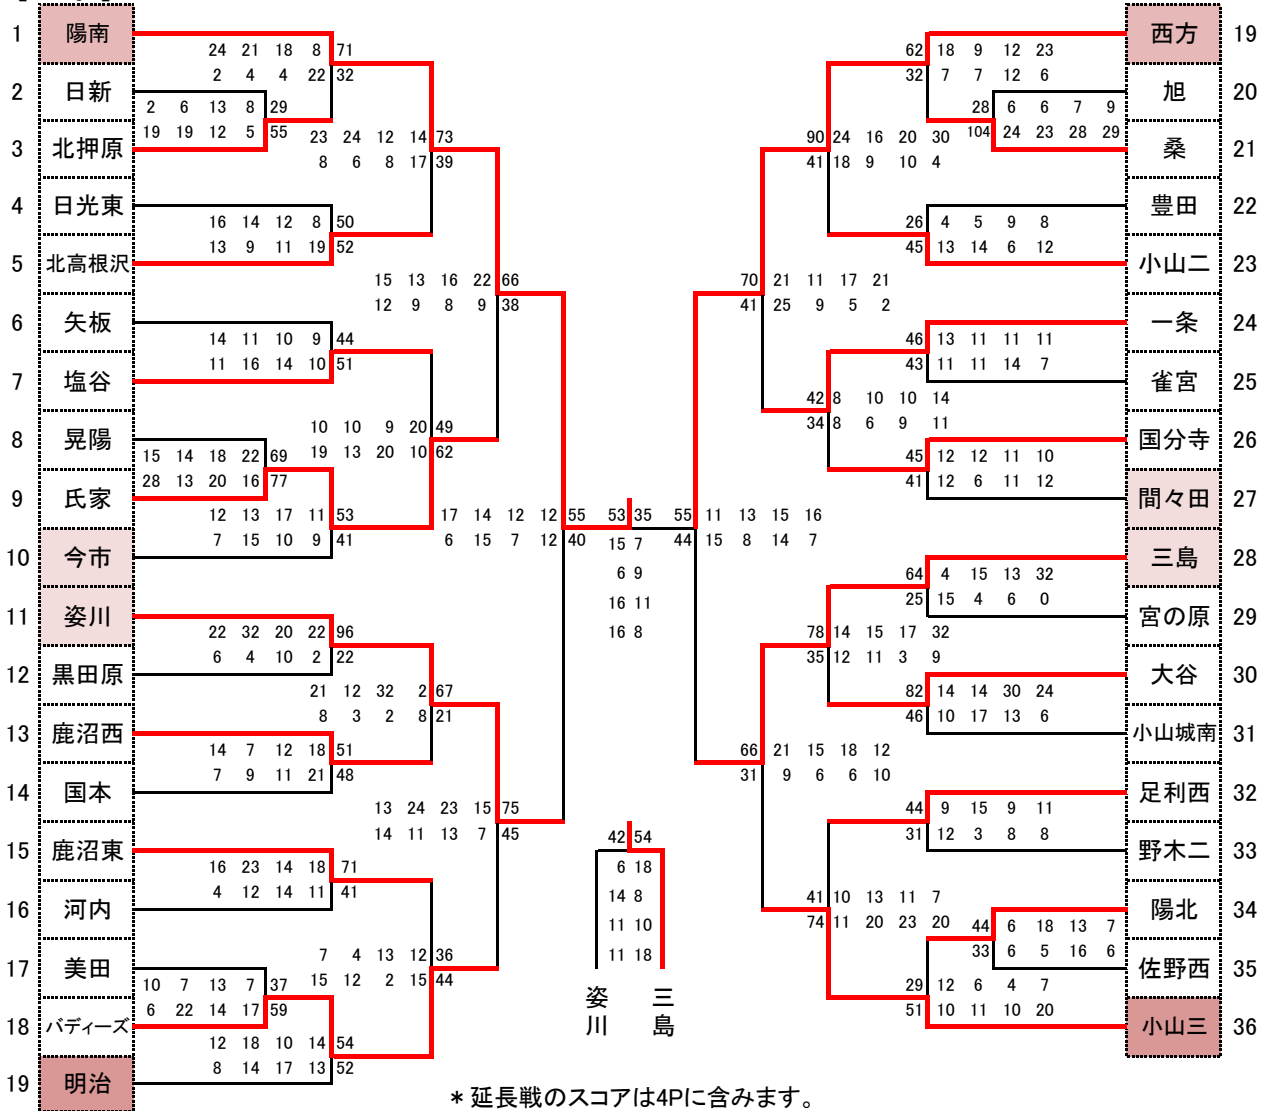 1 陽南 24 21 18 8 71
2 4 4 22 32
2 日新 2 6 13 8 29
19 19 12 5 55
3 北押原 23 24 12 14 73
8 6 8 17 39
4 日光東 16 14 12 8 50
13 9 11 19 52
5 北高根沢 15 13 16 22 66
12 9 8 9 38
6 矢板 14 11 10 9 44
11 16 14 10 51
7 塩谷
10 10 9 20 49
19 13 20 10 62
8 晃陽 15 14 18 22 69
28 13 20 16 77
9 氏家 12 13 17 11 53
7 15 10 9 41
17 14 12 12 55
6 15 7 12 40
10 今市
11 姿川 22 32 20 22 96
6 4 10 2 22
12 黒田原 21 12 32 2 67
8 3 2 8 21
13 鹿沼西 14 7 12 18 51
7 9 11 21 48
14 国本 13 24 23 15 75
14 11 13 7 45
15 鹿沼東 16 23 14 18 71
4 12 14 11 41
16 河内 7 4 13 12 36
15 12 2 15 44
17 美田 10 7 13 7 37
6 22 14 17 59
18 バディーズ 12 18 10 14 54
8 14 17 13 52
19 明治
53 35
15 7
6 9
16 11
16 8
42 54
6 18
14 8
11 10
11 18
姿川 三島
62 18 9 12 23 西方 19
32 7 7 12 6
28 6 6 7 9 旭 20
104 24 23 28 29
90 24 16 20 30 桑 21
41 18 9 10 4
26 4 5 9 8 豊田 22
45 13 14 6 12
小山二 23
70 21 11 17 21
41 25 9 5 2
46 13 11 11 11 一条 24
43 11 11 14 7
雀宮 25
42 8 10 10 14
34 8 6 9 11
45 12 12 11 10 国分寺 26
41 12 6 11 12
間々田 27
55 11 13 15 16
44 15 8 14 7
64 4 15 13 32 三島 28
25 15 4 6 0
宮の原 29
78 14 15 17 32
35 12 11 3 9
82 14 14 30 24 大谷 30
46 10 17 13 6
小山城南 31
66 21 15 18 12
31 9 6 6 10
44 9 15 9 11 足利西 32
31 12 3 8 8
野木二 33
41 10 13 11 7
74 11 20 23 20
44 6 18 13 7 陽北 34
33 6 5 16 6
佐野西 35
29 12 6 4 7
51 10 11 10 20
小山三 36
* 延長戦のスコアは4Pに含みます。